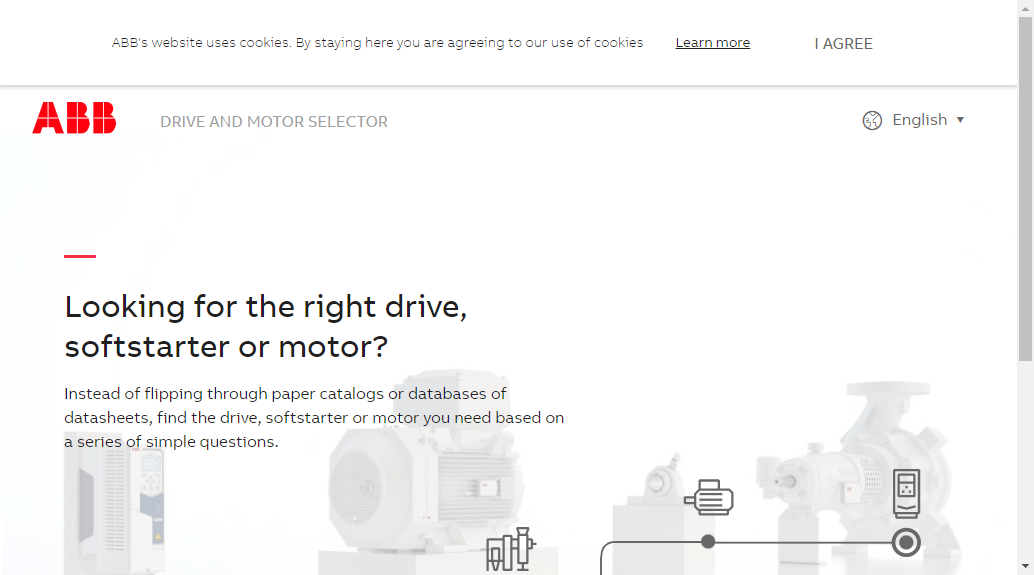 ABB's website uses cookies. By staying here you are agreeing to our use of cookies Learn more I AGREE
ABB DRIVE AND MOTOR SELECTOR English
Looking for the right drive,
softstarter or motor?
Instead of flipping through paper catalogs or databases of
datasheets, find the drive, softstarter or motor you need based on
a series of simple questions.